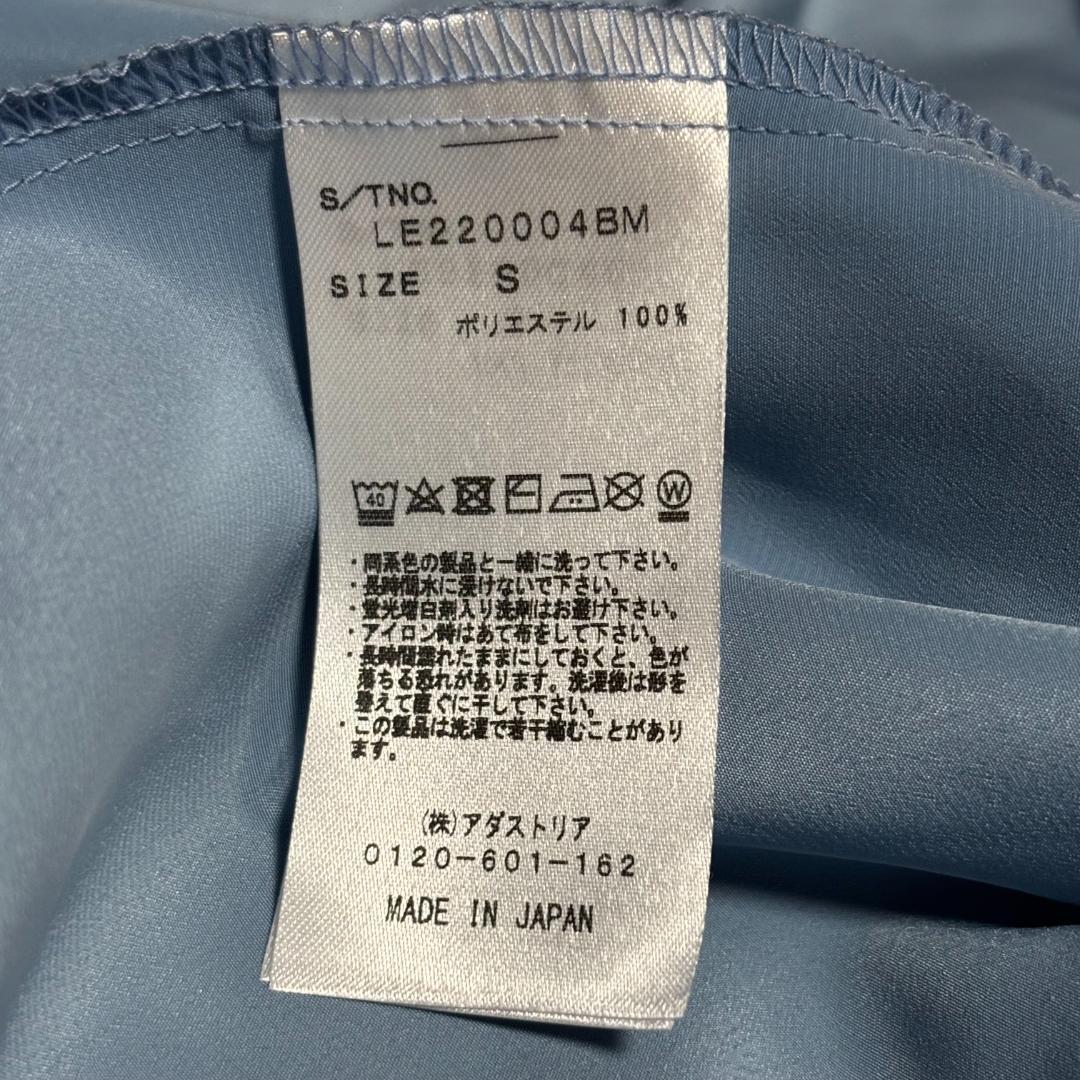 S/TNO.
LE220004BM
SIZE S
ポリエステル 100%
40
W
・同系色の製品と一緒に洗って下さい。
・長時間水に浸けないで下さい。
・蛍光増白剤入り洗剤はお避け下さい。
・アイロン時はあて布をして下さい。
・長時間濡れたままにしておくと、色が
落ちる恐れがあります。洗濯後は形を
整えて直ぐに干して下さい。
・この製品は洗濯で若干縮むことがあり
ます。
(株)アダストリア
0120-601-162
MADE IN JAPAN